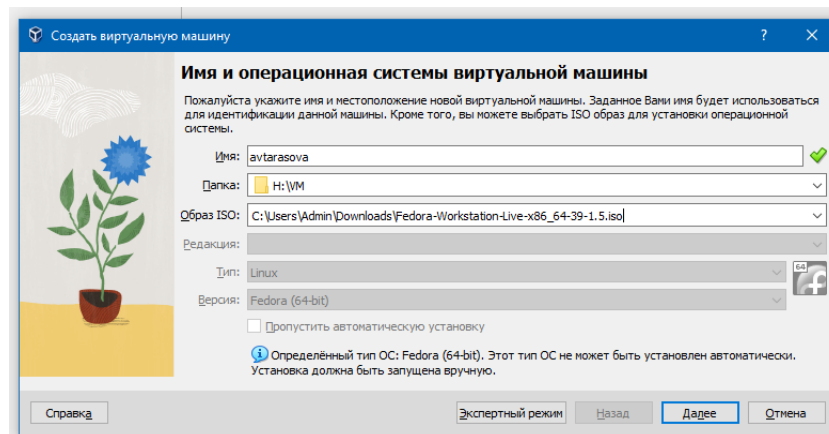 Создать виртуальную машину
?
Имя и операционная системы виртуальной машины
Пожалуйста укажите имя и местоположение новой виртуальной машины. Заданное Вами имя будет использоваться
для идентификации данной машины. Кроме того, вы можете выбрать ISO образ для установки операционной
системы.
Имя: avtarasova
Папка: H:\VM
Образ ISO: C:\Users\Admin\Downloads\Fedora-Workstation-Live-x86_64-39-1.5.iso
Редакция:
Тип: Linux
64
Версия: Fedora (64-bit)
Пропустить автоматическую установку
Определённый тип ОС: Fedora (64-bit). Этот тип ОС не может быть установлен автоматически.
Установка должна быть запущена вручную.
Справка Экспертный режим Назад Далее Отмена